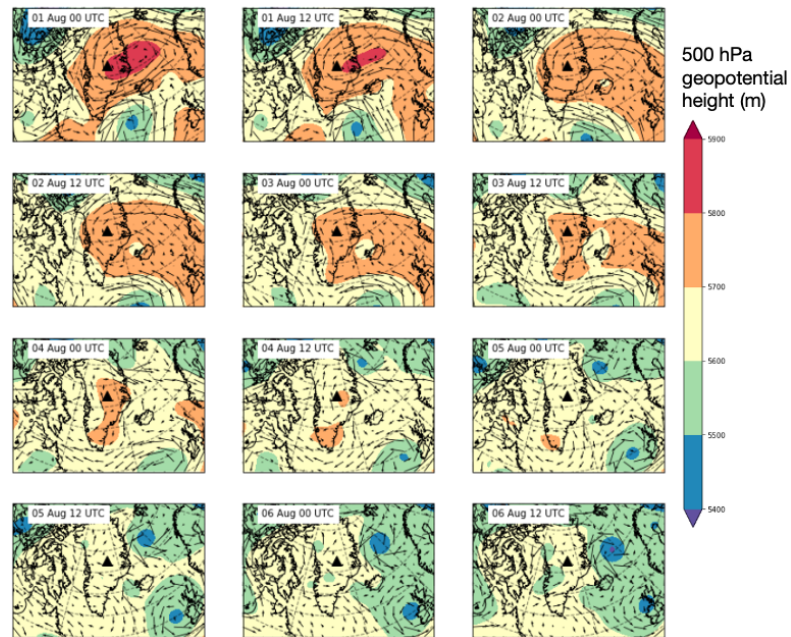 01 Aug 00 UTC
01 Aug 12 UTC
02 Aug 00 UTC
500 hPa
geopotential
height (m)
02 Aug 12 UTC
03 Aug 00 UTC
03 Aug 12 UTC
04 Aug 00 UTC
04 Aug 12 UTC
05 Aug 00 UTC
05 Aug 12 UTC
06 Aug 00 UTC
06 Aug 12 UTC
5900
5800
5700
5600
5500
5400